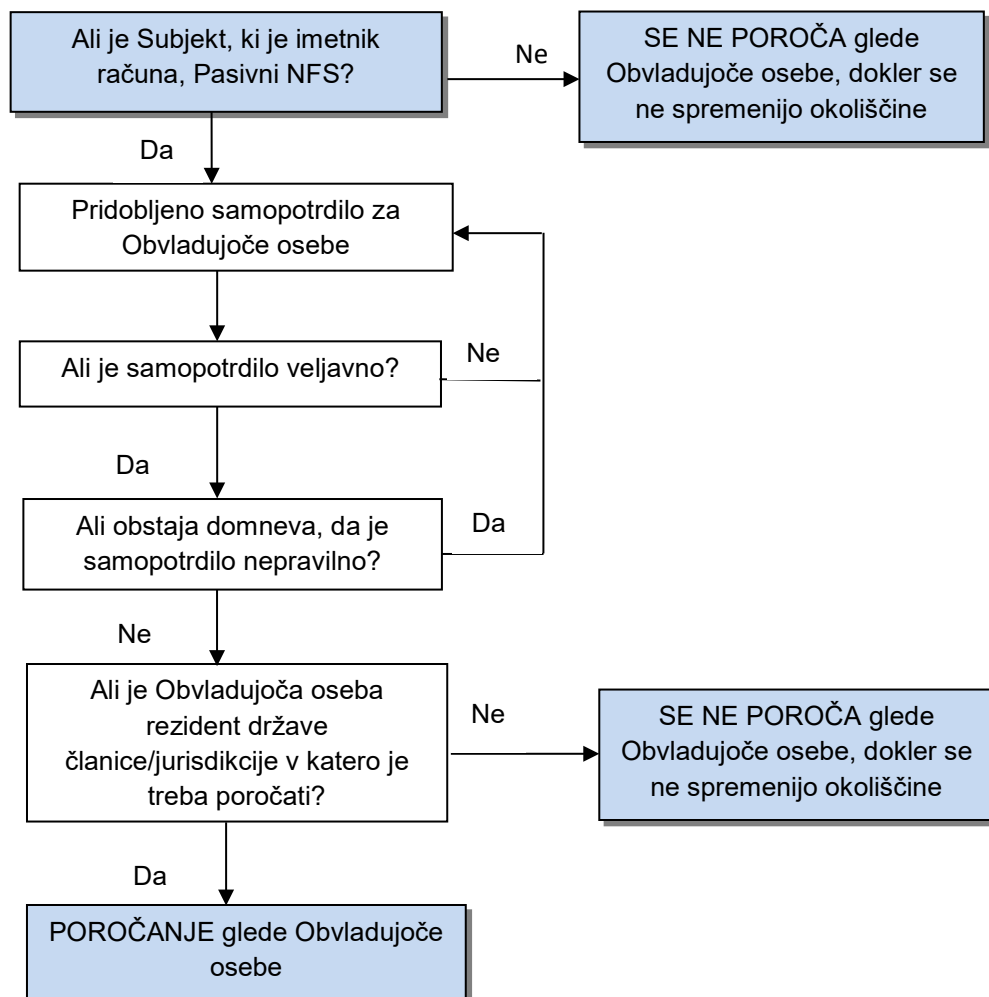 Ali je Subjekt, ki je imetnik
računa, Pasivni NFS?
Ne
SE NE POROČA glede
Obvladujoče osebe, dokler se
ne spremenijo okoliščine
Da
Pridobljeno samopotrdilo za
Obvladujoče osebe
Ali je samopotrdilo veljavno?
Ne
Da
Ali obstaja domneva, da je
samopotrdilo nepravilno?
Da
Ne
Ali je Obvladujoča oseba
rezident države
članice/jurisdikcije v katero je
treba poročati?
Ne
SE NE POROČA glede
Obvladujoče osebe, dokler se
ne spremenijo okoliščine
Da
POROČANJE glede Obvladujoče
osebe